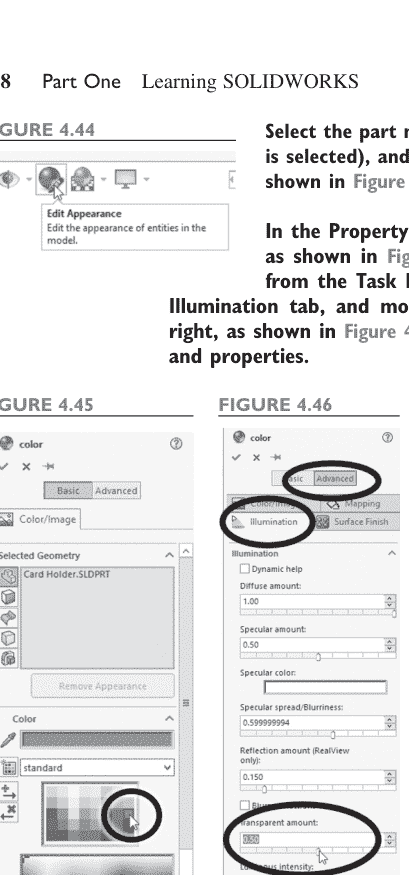 8 Part One Learning SOLIDWORKS
GURE 4.44
Edit Appearance
Edit the appearance of entities in the
model.
Select the part
is selected), and
shown in Figure
In the Property
as shown in
from the Task
Illumination tab, and
right, as shown in Figure 4
and properties.
GURE 4.45
color
Basic Advanced
Color/Image
Selected Geometry
Card Holder.SLDPRT
Remove Appearance
Color
standard
FIGURE 4.46
color
Advanced
Color/Image Mapping
Illumination Surface Finish
Illumination
Dynamic help
Diffuse amount:
1.00
Specular amount:
0.50
Specular color:
Specular spread/Blurriness:
0.599999994
Reflection amount (RealView
only):
0.150
Transparent amount:
0.50
Luminous intensity: